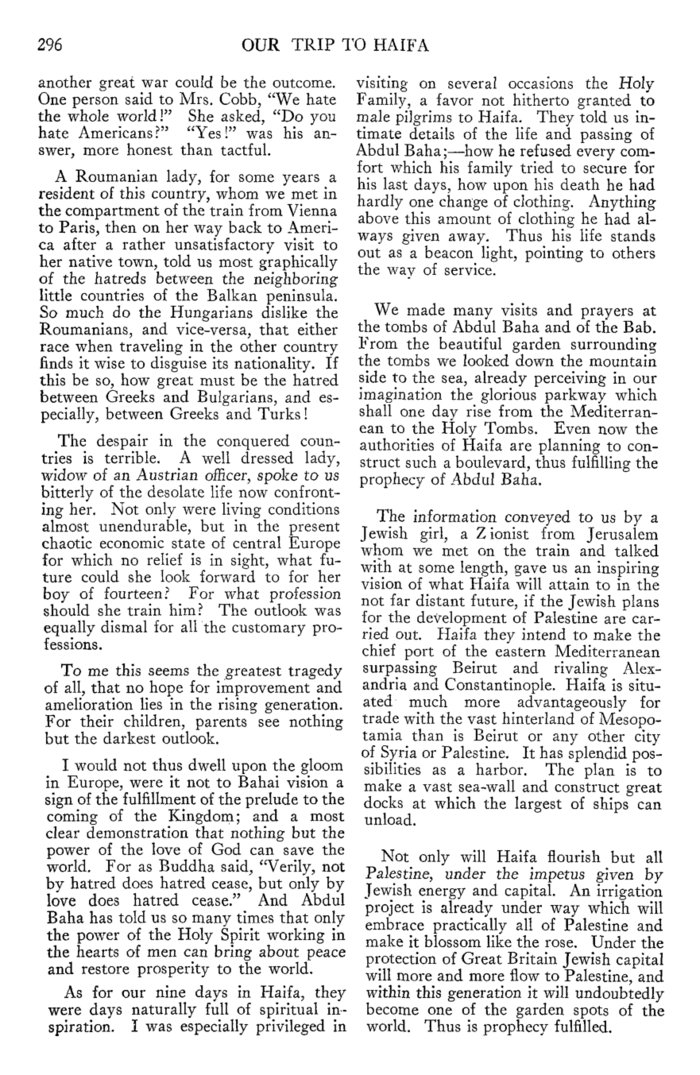 296
OUR TRIP TO HAIFA
another great war could be the outcome.
One person said to Mrs. Cobb, “We hate
the whole world!” She asked, “Do you
hate Americans?” “Yes!” was his an-
swer, more honest than tactful.
A Roumanian lady, for some years a
resident of this country, whom we met in
the compartment of the train from Vienna
to Paris, then on her way back to Ameri-
ca after a rather unsatisfactory visit to
her native town, told us most graphically
of the hatreds between the neighboring
little countries of the Balkan peninsula.
So much do the Hungarians dislike the
Roumanians, and vice-versa, that either
race when traveling in the other country
finds it wise to disguise its nationality. If
this be so, how great must be the hatred
between Greeks and Bulgarians, and es-
pecially, between Greeks and Turks!
The despair in the conquered coun-
tries is terrible. A well dressed lady,
widow of an Austrian officer, spoke to us
bitterly of the desolate life now confront-
ing her. Not only were living conditions
almost unendurable, but in the present
chaotic economic state of central Europe
for which no relief is in sight, what fu-
ture could she look forward to for her
boy of fourteen? For what profession
should she train him? The outlook was
equally dismal for all the customary pro-
fessions.
To me this seems the greatest tragedy
of all, that no hope for improvement and
amelioration lies in the rising generation.
For their children, parents see nothing
but the darkest outlook.
I would not thus dwell upon the gloom
in Europe, were it not to Bahai vision a
sign of the fulfillment of the prelude to the
coming of the Kingdom; and a most
clear demonstration that nothing but the
power of the love of God can save the
world. For as Buddha said, “Verily, not
by hatred does hatred cease, but only by
love does hatred cease.” And Abdul
Baha has told us so many times that only
the power of the Holy Spirit working in
the hearts of men can bring about peace
and restore prosperity to the world.
As for our nine days in Haifa, they
were days naturally full of spiritual in-
spiration. I was especially privileged in
visiting on several occasions the Holy
Family, a favor not hitherto granted to
male pilgrims to Haifa. They told us in-
timate details of the life and passing of
Abdul Baha;—how he refused every com-
fort which his family tried to secure for
his last days, how upon his death he had
hardly one change of clothing. Anything
above this amount of clothing he had al-
ways given away. Thus his life stands
out as a beacon light, pointing to others
the way of service.
We made many visits and prayers at
the tombs of Abdul Baha and of the Bab.
From the beautiful garden surrounding
the tombs we looked down the mountain
side to the sea, already perceiving in our
imagination the glorious parkway which
shall one day rise from the Mediterran-
ean to the Holy Tombs. Even now the
authorities of Haifa are planning to con-
struct such a boulevard, thus fulfilling the
prophecy of Abdul Baha.
The information conveyed to us by a
Jewish girl, a Zionist from Jerusalem
whom we met on the train and talked
with at some length, gave us an inspiring
vision of what Haifa will attain to in the
not far distant future, if the Jewish plans
for the development of Palestine are car-
ried out. Haifa they intend to make the
chief port of the eastern Mediterranean
surpassing Beirut and rivaling Alex-
andria and Constantinople. Haifa is situ-
ated much more advantageously for
trade with the vast hinterland of Mesopo-
tamia than is Beirut or any other city
of Syria or Palestine. It has splendid pos-
sibilities as a harbor. The plan is to
make a vast sea-wall and construct great
docks at which the largest of ships can
unload.
Not only will Haifa flourish but all
Palestine, under the impetus given by
Jewish energy and capital. An irrigation
project is already under way which will
embrace practically all of Palestine and
make it blossom like the rose. Under the
protection of Great Britain Jewish capital
will more and more flow to Palestine, and
within this generation it will undoubtedly
become one of the garden spots of the
world. Thus is prophecy fulfilled.